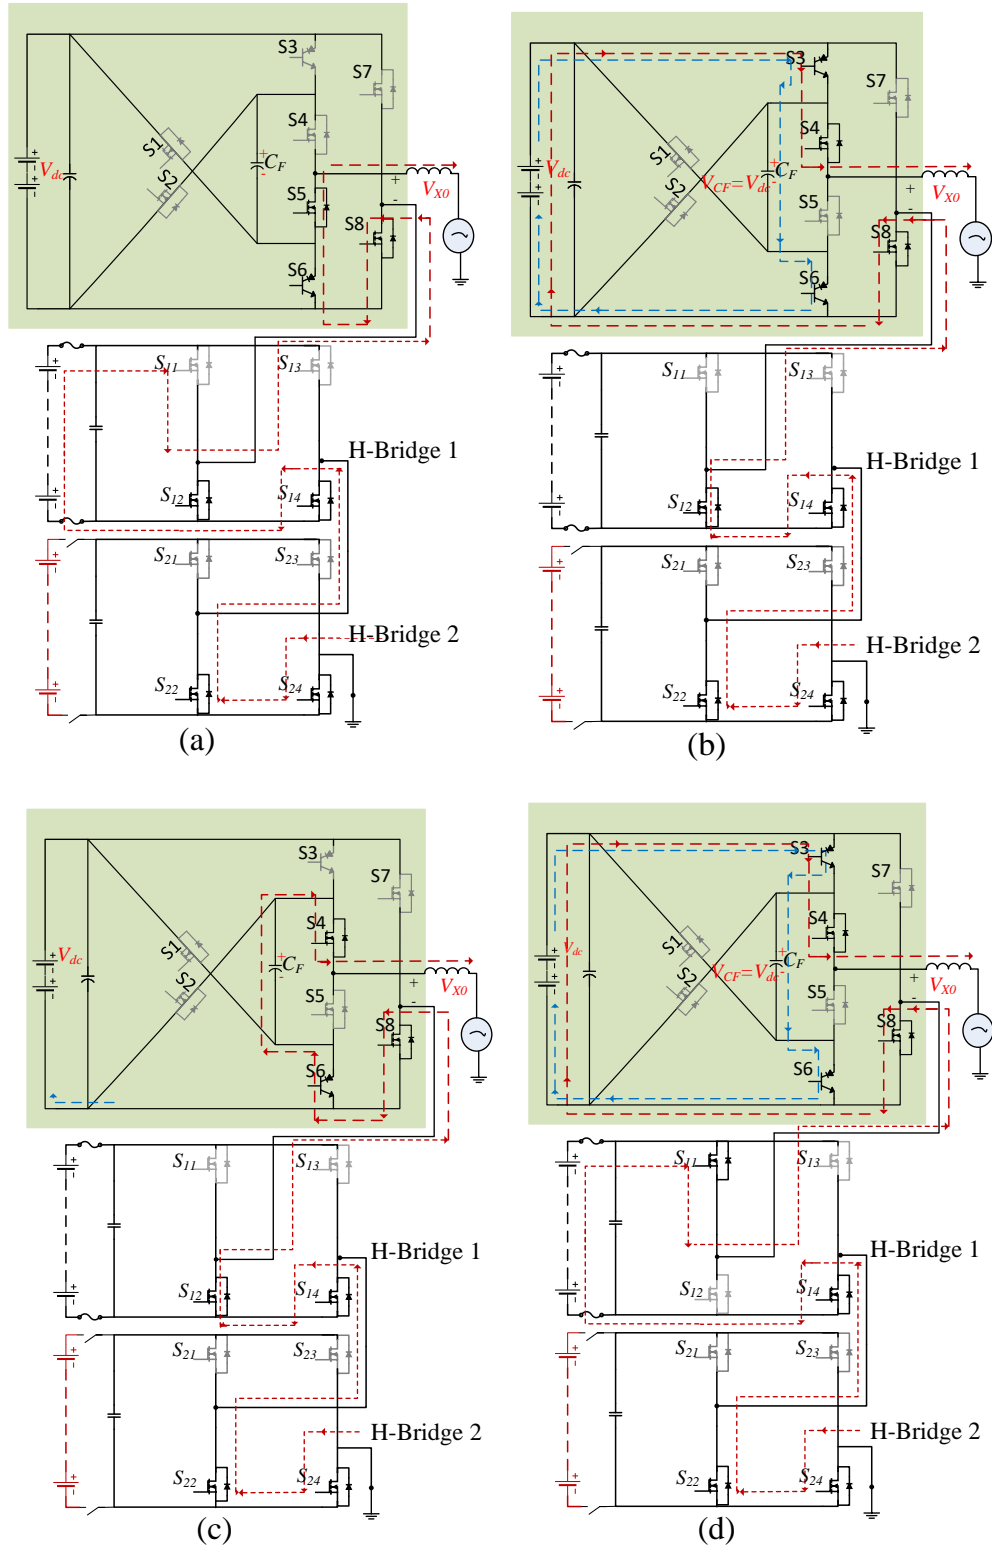 S3
S7
S4
S1
S2
Vdc
+
CF
-
S5
+
-
VX0
S8
S6
S11
S13
H-Bridge 1
S12
S14
S21
S23
H-Bridge 2
S22
S24
(a)
S3
S7
S4
S1
S2
+
VCF=Vdc
-
CF
S5
+
-
VX0
S8
S6
S11
S13
H-Bridge 1
S12
S14
S21
S23
H-Bridge 2
S22
S24
(b)
S3
S7
S4
S1
S2
Vdc
+
CF
-
S5
+
-
VX0
S8
S6
S11
S13
H-Bridge 1
S12
S14
S21
S23
H-Bridge 2
S22
S24
(c)
S3
S7
S4
S1
S2
Vdc
+
VCF=Vdc
-
CF
S5
+
-
VX0
S8
S6
S11
S13
H-Bridge 1
S12
S14
S21
S23
H-Bridge 2
S22
S24
(d)